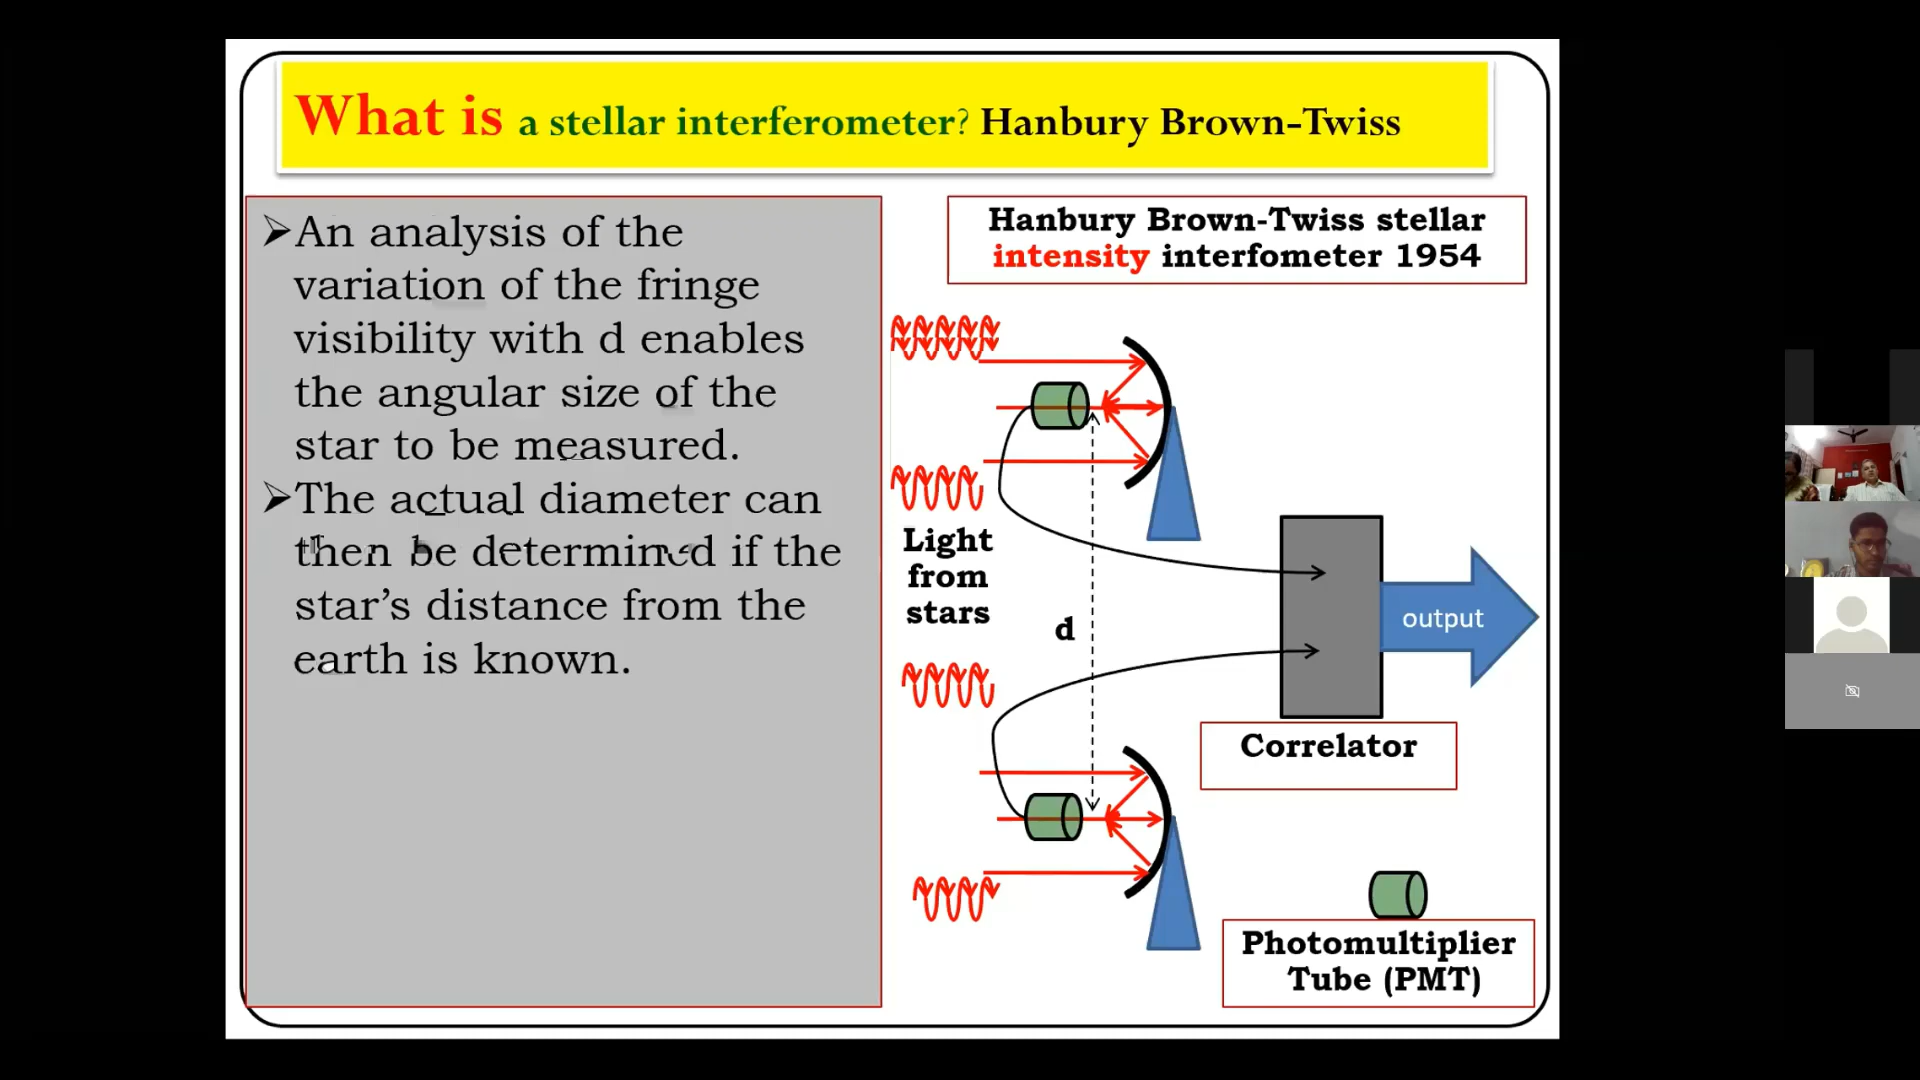 What is a stellar interferometer? Hanbury Brown-Twiss
➢An analysis of the
variation of the fringe
visibility with d enables
the angular size of the
star to be measured.
➢The actual diameter can
then be determined if the
star’s distance from the
earth is known.
Hanbury Brown-Twiss stellar
intensity interfometer 1954
Light
from
stars
d
output
Correlator
Photomultiplier
Tube (PMT)